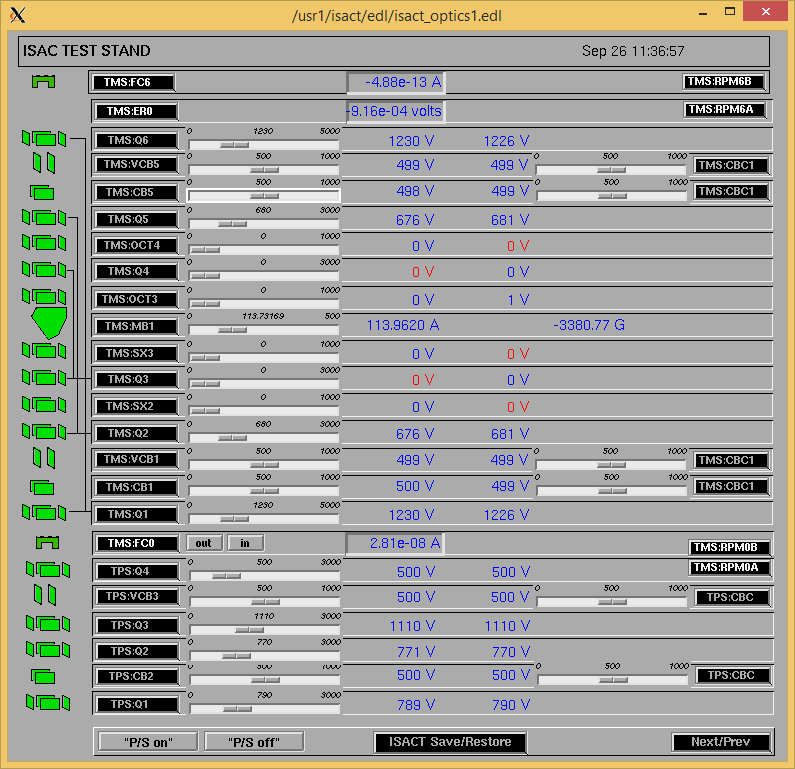 /usr1/isact/edl/isact_optics1.edl
ISAC TEST STAND Sep 26 11:36:57
TMS:FC6 -4.88e-13 A TMS:RPM6B
TMS:ER0 -9.16e-04 volts TMS:RPM6A
TMS:Q6 0 1230 5000 1230 V 1226 V
TMS:VCB5 0 500 1000 499 V 499 V 0 500 1000 TMS:CBC1
TMS:CB5 0 500 1000 498 V 499 V 0 500 1000 TMS:CBC1
TMS:Q5 0 680 3000 676 V 681 V
TMS:OCT4 0 0 1000 0 V 0 V
TMS:Q4 0 0 3000 0 V 0 V
TMS:OCT3 0 0 1000 0 V 1 V
TMS:MB1 0 113.73169 500 113.9620 A -3380.77 G
TMS:SX3 0 0 1000 0 V 0 V
TMS:Q3 0 0 3000 0 V 0 V
TMS:SX2 0 0 1000 0 V 0 V
TMS:Q2 0 680 3000 676 V 681 V
TMS:VCB1 0 500 1000 499 V 499 V 0 500 1000 TMS:CBC1
TMS:CB1 0 500 1000 500 V 499 V 0 500 1000 TMS:CBC1
TMS:Q1 0 1230 5000 1230 V 1226 V
TMS:FC0 out in 2.81e-08 A TMS:RPM0B
TPS:Q4 0 500 3000 500 V 500 V TMS:RPM0A
TPS:VCB3 0 500 1000 500 V 500 V 0 500 1000 TPS:CBC
TPS:Q3 0 1110 3000 1110 V 1110 V
TPS:Q2 0 770 3000 771 V 770 V
TPS:CB2 0 500 1000 500 V 500 V 0 500 1000 TPS:CBC
TPS:Q1 0 790 3000 789 V 790 V
"P/S on" "P/S off" ISACT Save/Restore Next/Prev